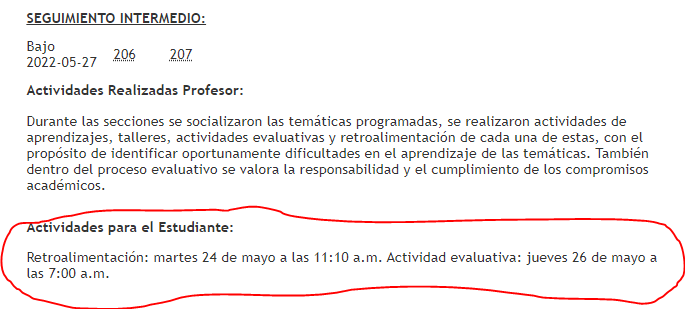 SEGUIMIENTO INTERMEDIO:
Bajo
2022-05-27 206 207
Actividades Realizadas Profesor:
Durante las secciones se socializaron las temáticas programadas, se realizaron actividades de
aprendizajes, talleres, actividades evaluativas y retroalimentación de cada una de estas, con el
propósito de identificar oportunamente dificultades en el aprendizaje de las temáticas. También
dentro del proceso evaluativo se valora la responsabilidad y el cumplimiento de los compromisos
académicos.
Actividades para el Estudiante:
Retroalimentación: martes 24 de mayo a las 11:10 a.m. Actividad evaluativa: jueves 26 de mayo a
las 7:00 a.m.